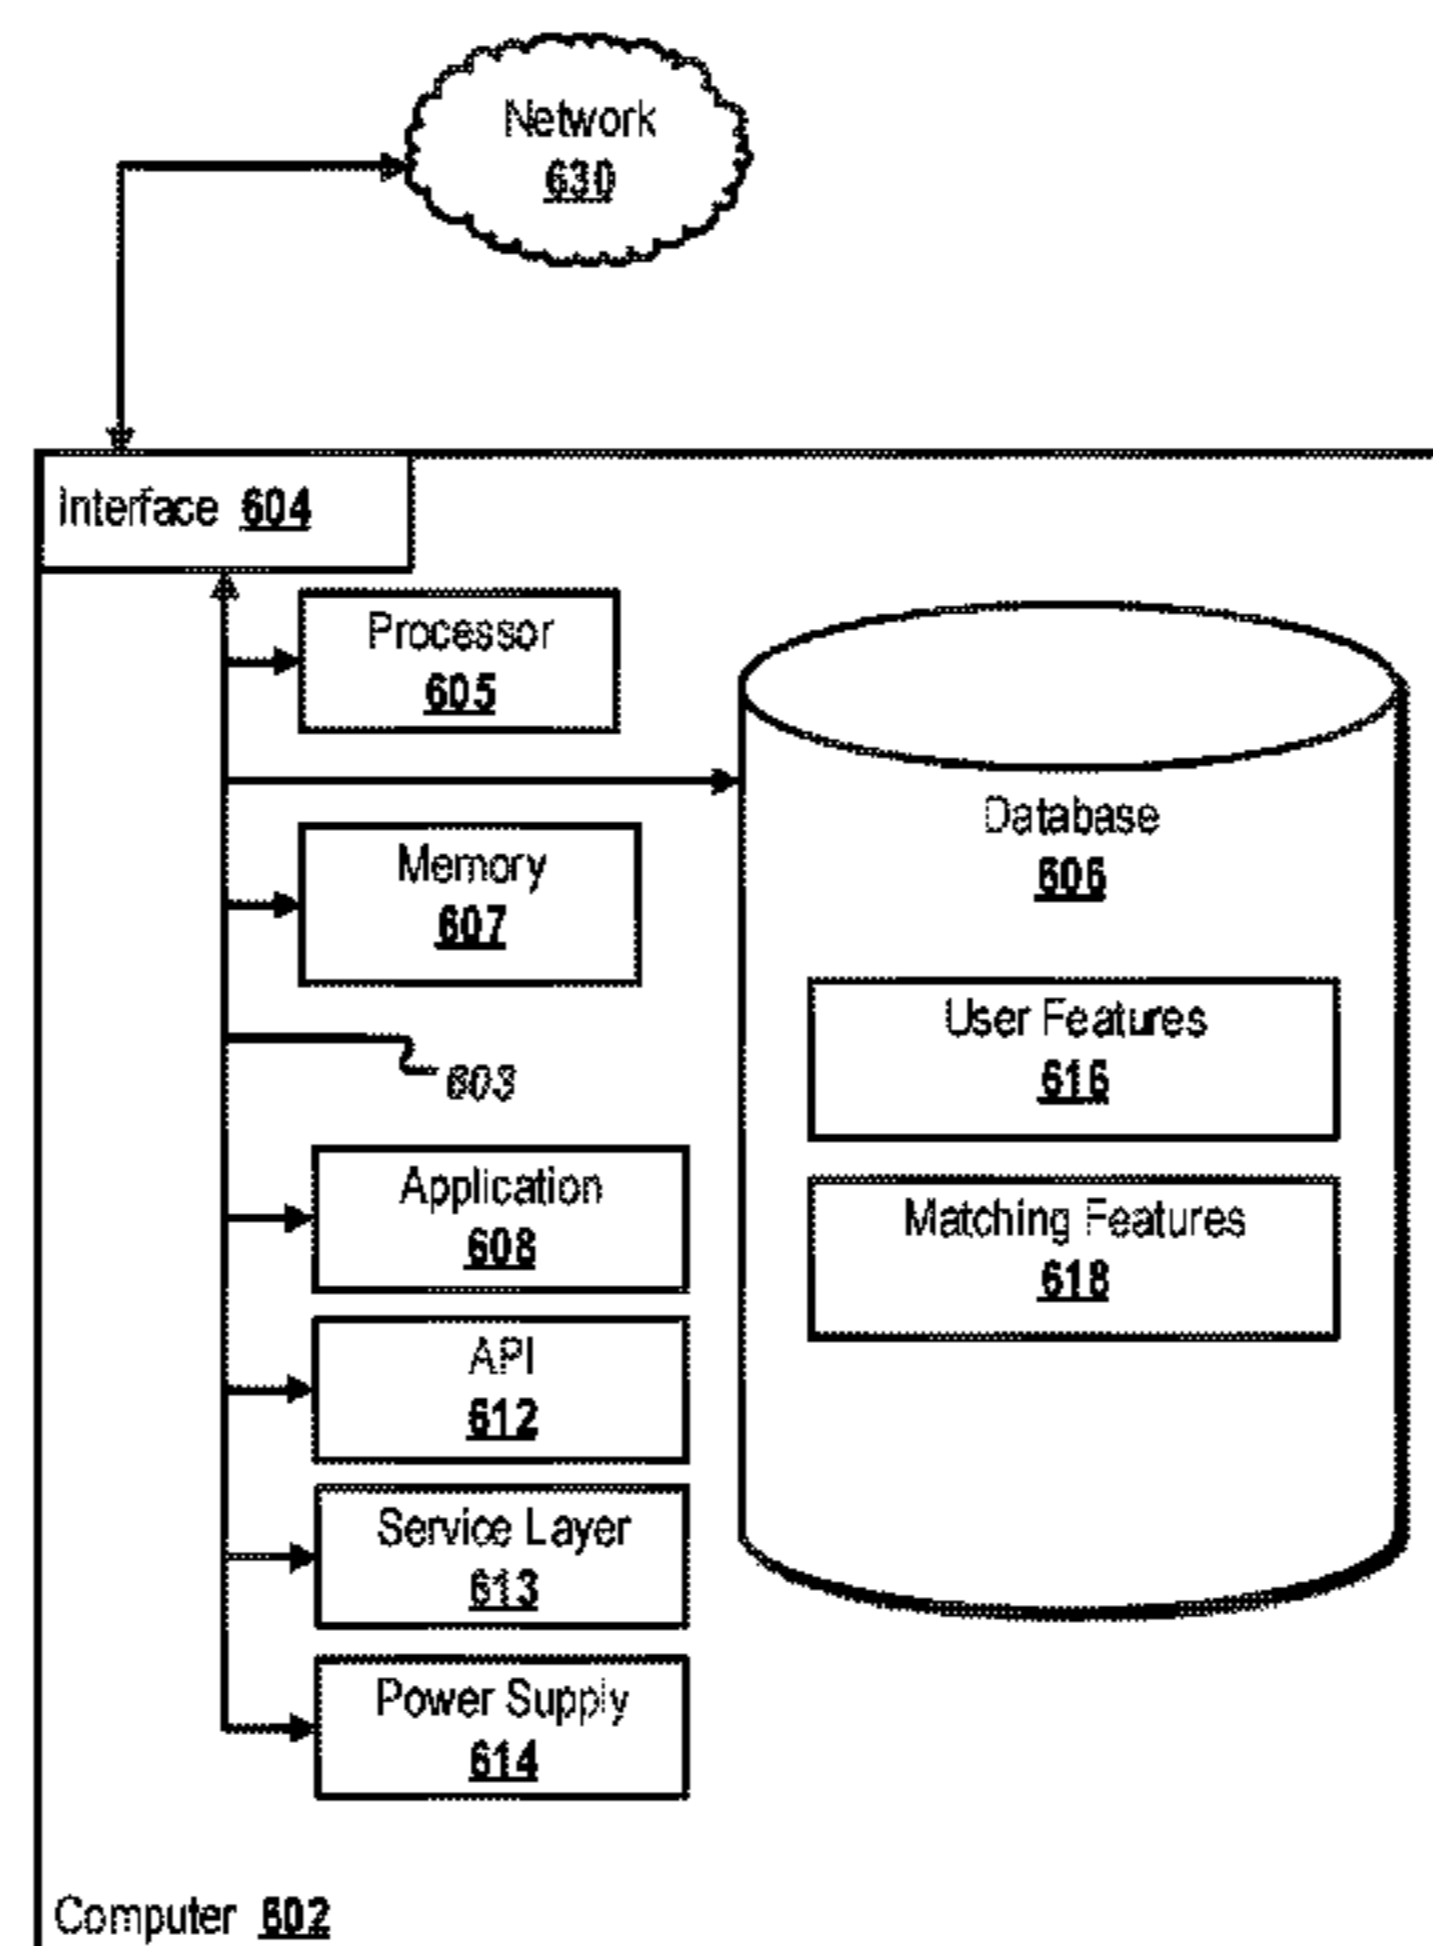 Network
630
Interface 604
Processor
605
Database
606
Memory
607
User Features
616
603
Application
608
Matching Features
618
API
612
Service Layer
613
Power Supply
614
Computer 602